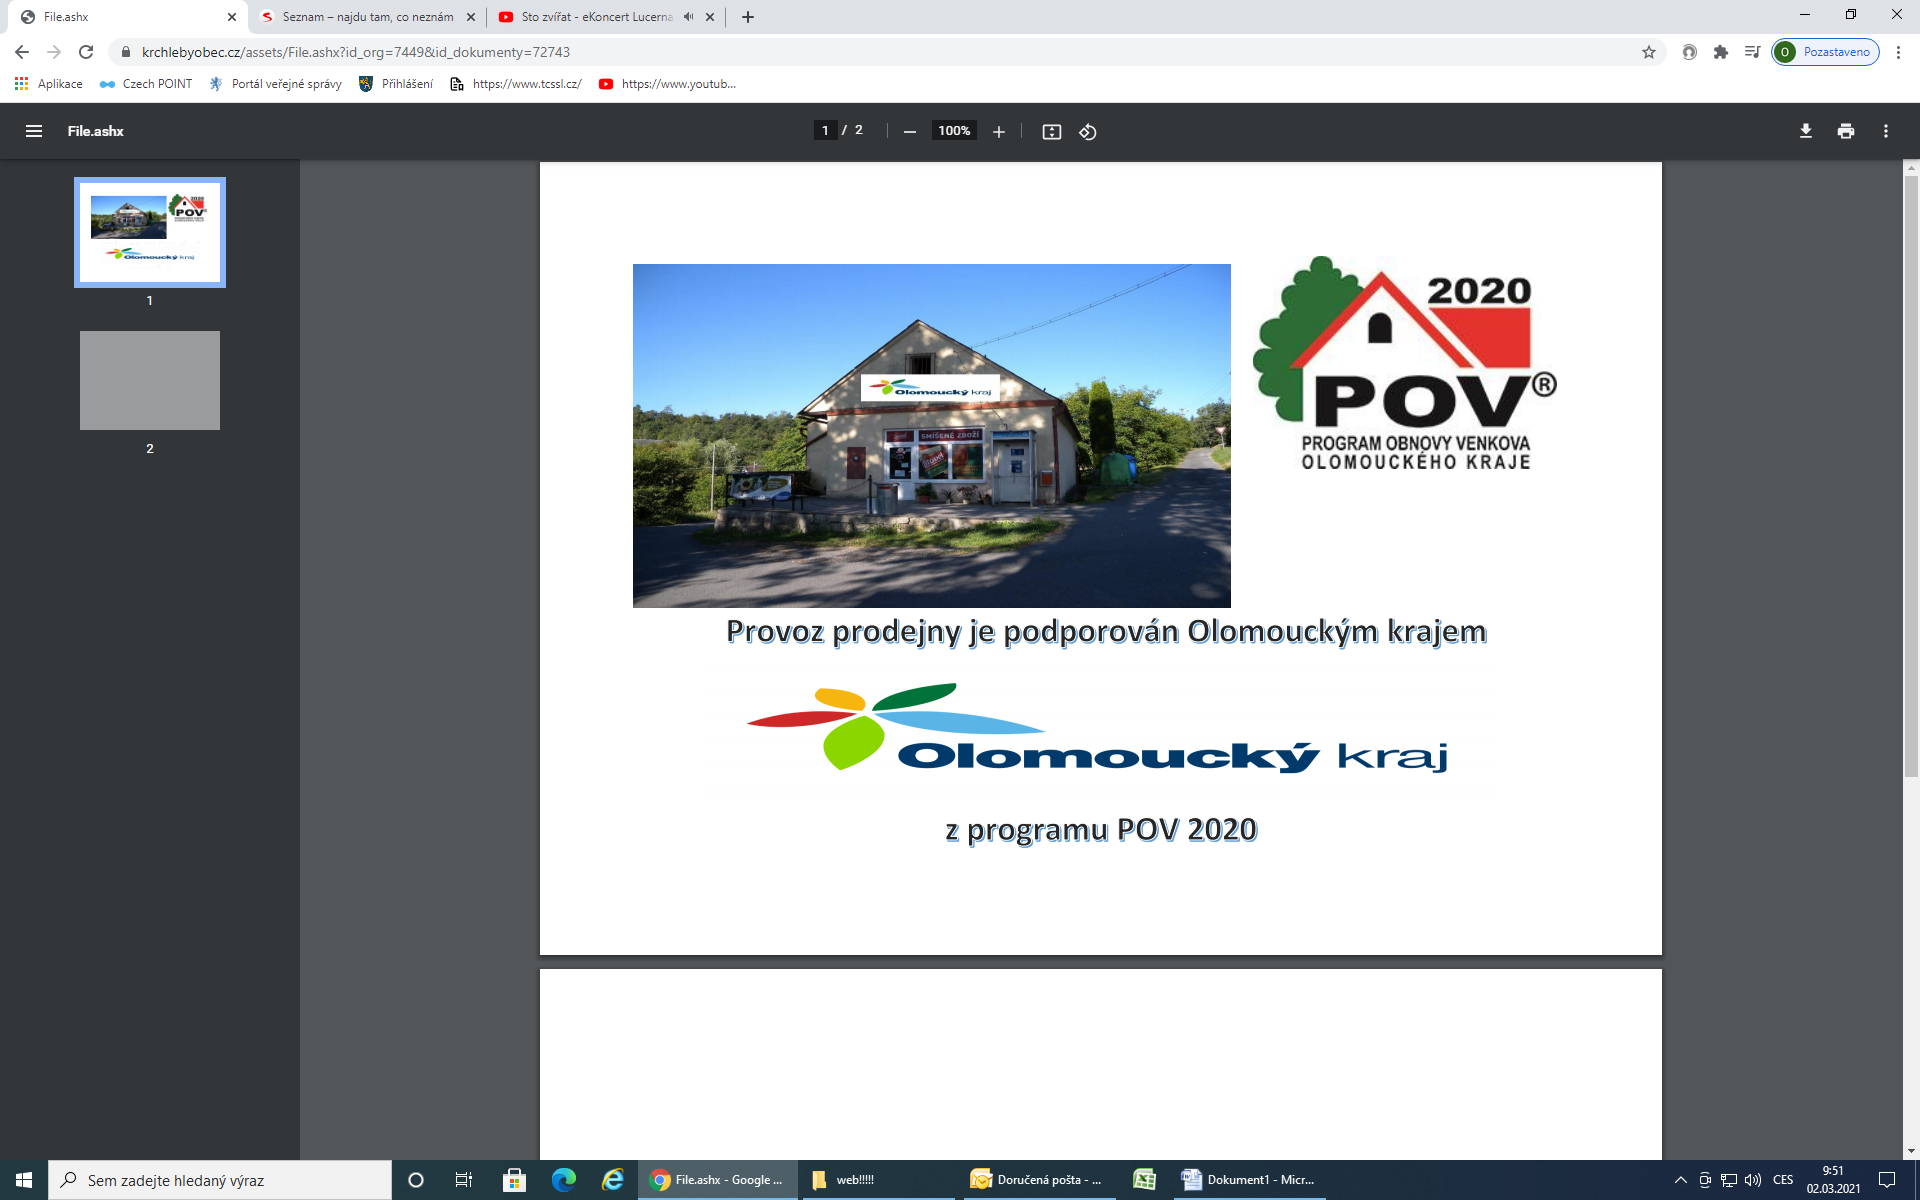 File.ashx
Seznam – najdu tam, co neznám
Sto zvířat - eKoncert Lucerna
krchlebyobec.cz/assets/File.ashx?id_org=7449&id_dokumenty=72743
O Pozastaveno
Aplikace
Czech POINT
Portál veřejné správy
Přihlášení
https://www.tcssl.cz/
https://www.youtub...
File.ashx
1 / 2
100%
2020
POV®
Olomoucký kraj
1
2
Olomoucký kraj
SMÍŠENÉ ZBOŽÍ
2020
POV®
PROGRAM OBNOVY VENKOVA
OLOMOUCKÉHO KRAJE
Provoz prodejny je podporován Olomouckým krajem
Olomoucký kraj
z programu POV 2020
Sem zadejte hledaný výraz
File.ashx - Google ...
web!!!!!
Doručená pošta - ...
Dokument1 - Micr...
CES
9:51
02.03.2021